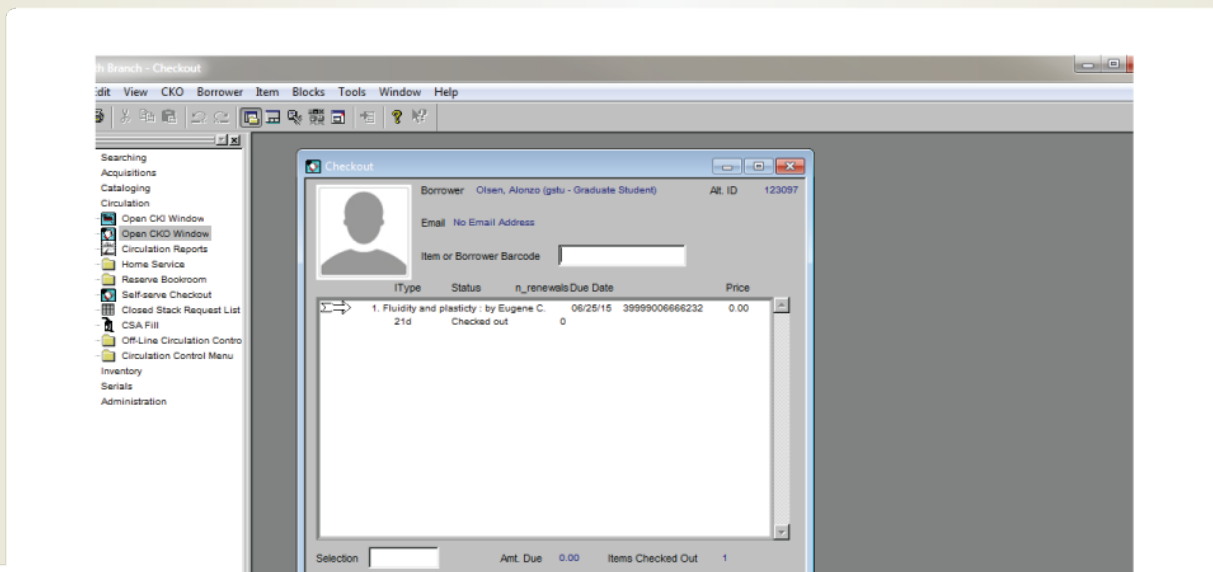 th Branch - Checkout
Edit View CKO Borrower Item Blocks Tools Window Help
Searching
Acquisitions
Cataloging
Circulation
Open CKI Window
Open CKO Window
Circulation Reports
Home Service
Reserve Bookroom
Self-serve Checkout
Closed Stack Request List
CSA Fill
Off-Line Circulation Contro
Circulation Control Menu
Inventory
Serials
Administration
Checkout
Borrower Olsen, Alonzo (gstu - Graduate Student) Alt. ID 123097
Email No Email Address
Item or Borrower Barcode
IType Status n_renewals Due Date Price
1. Fluidity and plasticty : by Eugene C. 06/25/15 39999006666232 0.00
21d Checked out 0
Selection Amt. Due 0.00 Items Checked Out 1